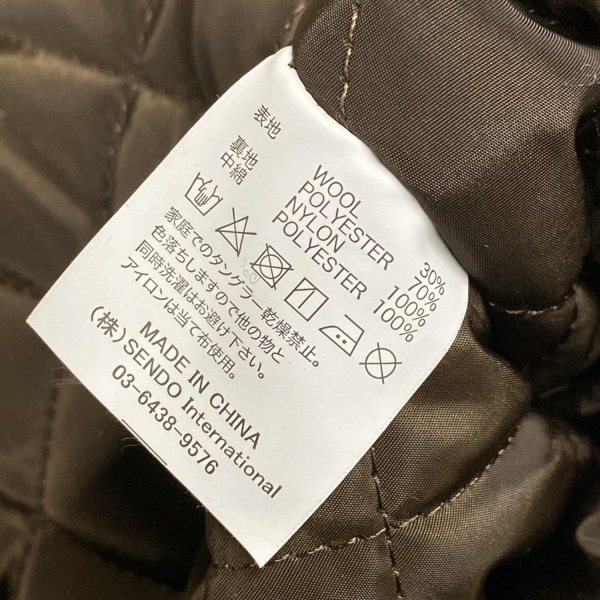 表地 WOOL 30%
POLYESTER 70%
裏地 NYLON 100%
中綿 POLYESTER 100%
家庭でのタングラー乾燥禁止。
色落ちしますので他の物と
同時洗濯はお避け下さい。
アイロンは当て布使用。
MADE IN CHINA
(株)SENDO International
03-6438-9576